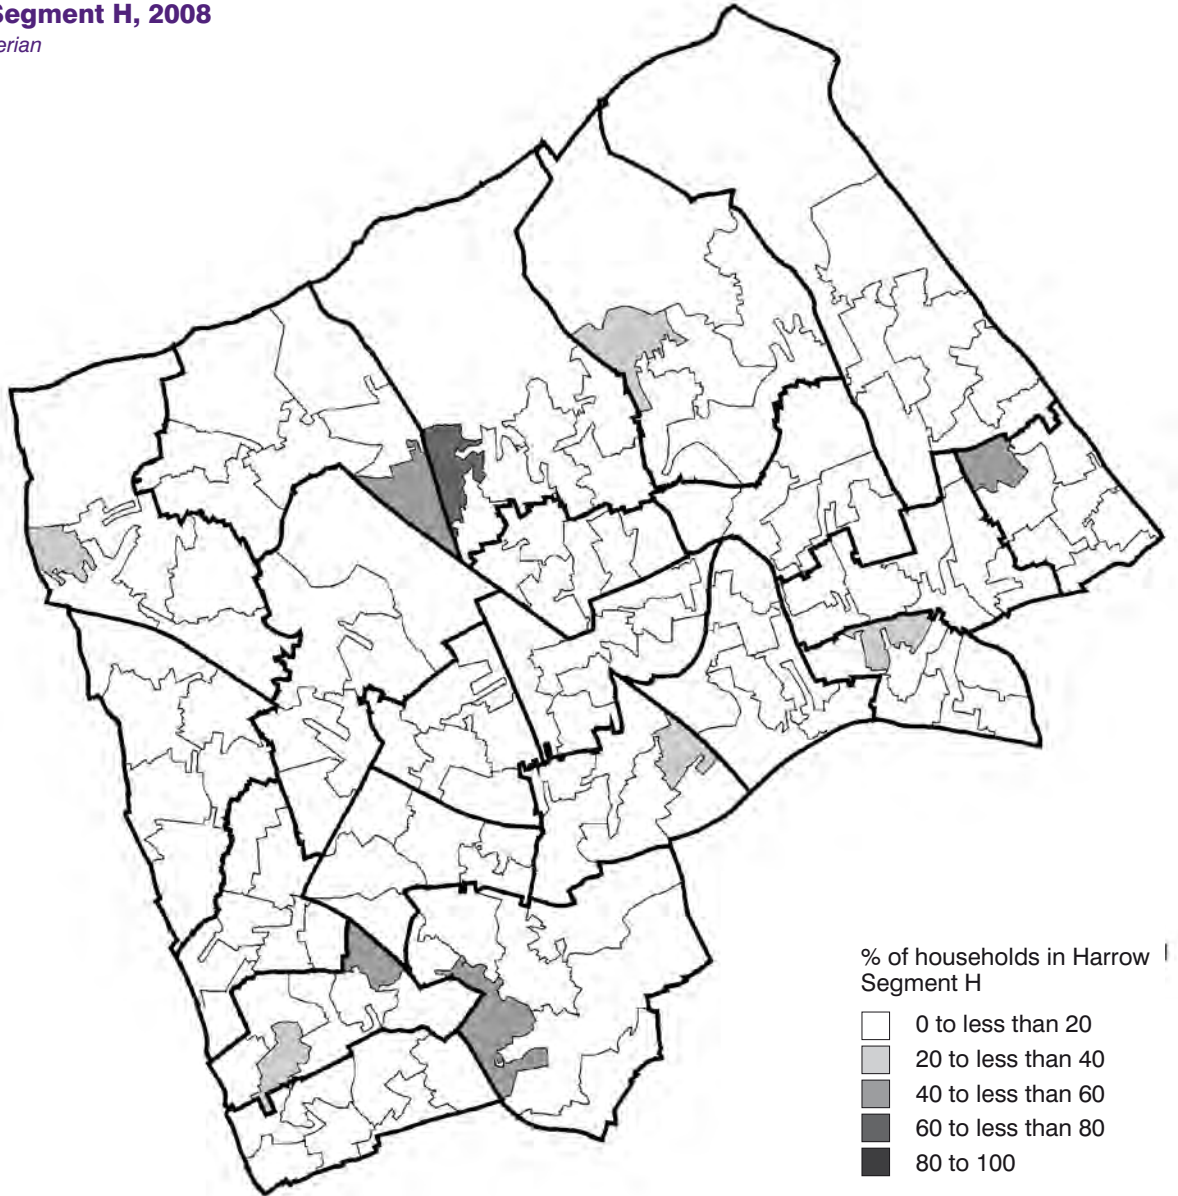 Segment H, 2008
% of households in Harrow
Segment H
0 to less than 20
20 to less than 40
40 to less than 60
60 to less than 80
80 to 100